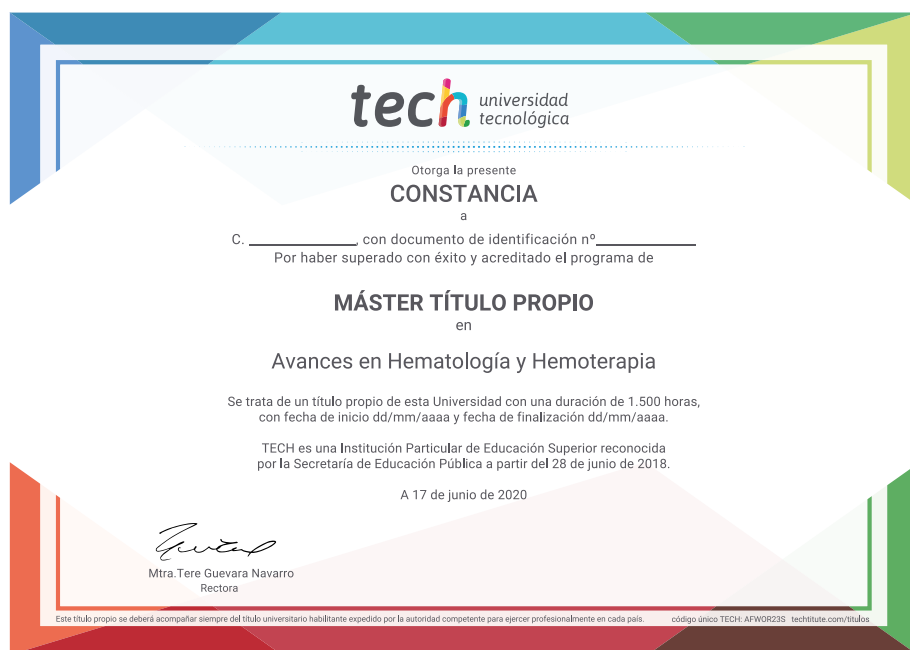 tech universidad
tecnológica
Otorga la presente
CONSTANCIA
a
C. ____________, con documento de identificación nº____________
Por haber superado con éxito y acreditado el programa de
MÁSTER TÍTULO PROPIO
en
Avances en Hematología y Hemoterapia
Se trata de un título propio de esta Universidad con una duración de 1.500 horas,
con fecha de inicio dd/mm/aaaa y fecha de finalización dd/mm/aaaa.
TECH es una Institución Particular de Educación Superior reconocida
por la Secretaría de Educación Pública a partir del 28 de junio de 2018.
A 17 de junio de 2020
Mtra.Tere Guevara Navarro
Rectora
Este título propio se deberá acompañar siempre del título universitario habilitante expedido por la autoridad competente para ejercer profesionalmente en cada país. código único TECH: AFWOR23S techtitute.com/titulos